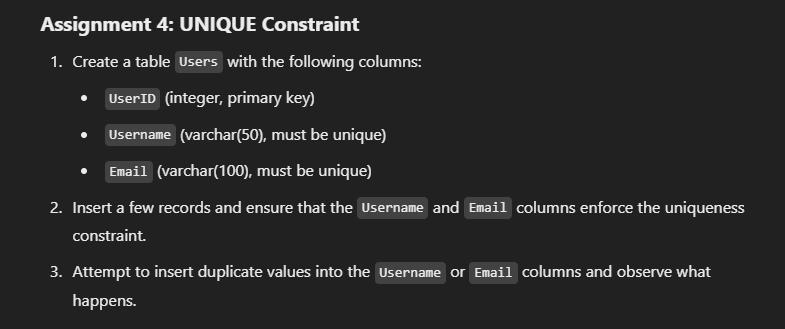 Assignment 4: UNIQUE Constraint
1. Create a table Users with the following columns:
• UserID (integer, primary key)
• Username (varchar(50), must be unique)
• Email (varchar(100), must be unique)
2. Insert a few records and ensure that the Username and Email columns enforce the uniqueness
constraint.
3. Attempt to insert duplicate values into the Username or Email columns and observe what
happens.